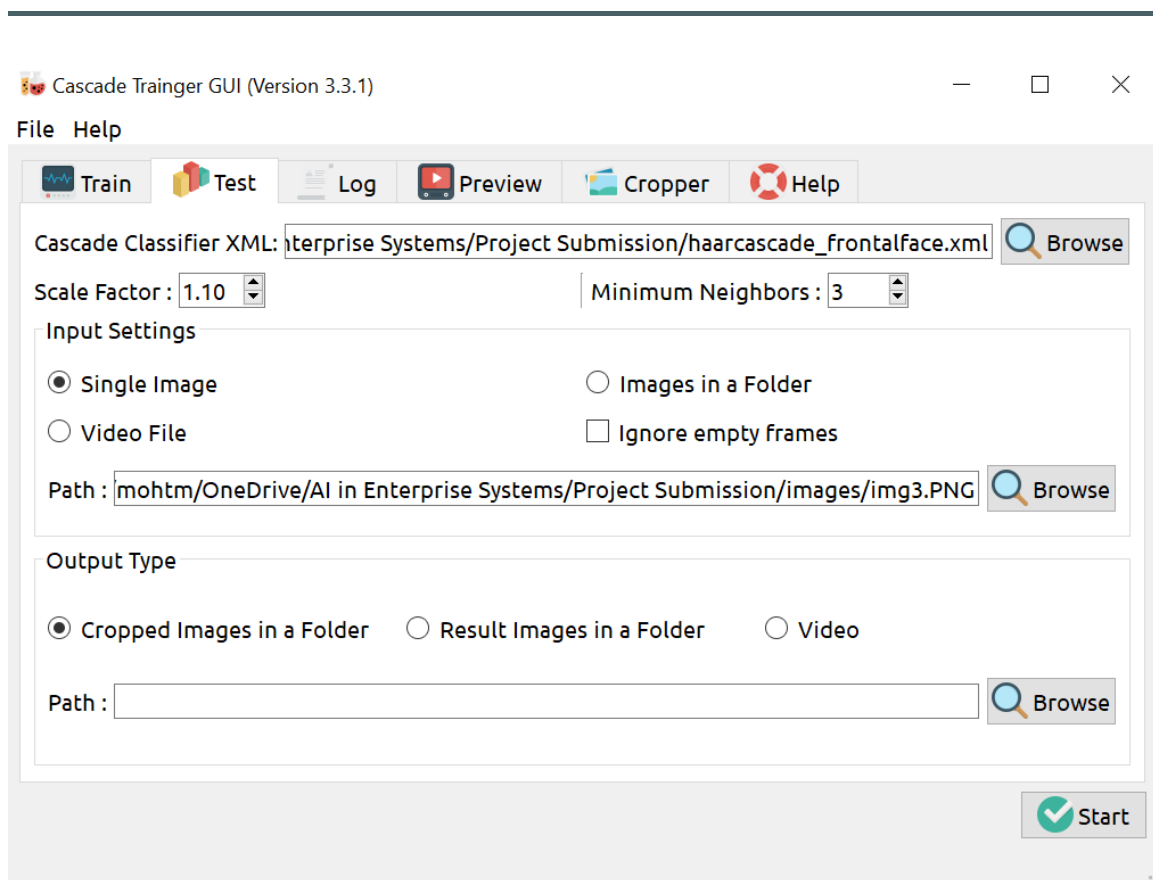 Cascade Trainger GUI (Version 3.3.1)
File Help
Train Test Log Preview Cropper Help
Cascade Classifier XML: nterprise Systems/Project Submission/haarcascade_frontalface.xml Browse
Scale Factor : 1.10 Minimum Neighbors : 3
Input Settings
Single Image Images in a Folder
Video File Ignore empty frames
Path : mohtm/OneDrive/AI in Enterprise Systems/Project Submission/images/img3.PNG Browse
Output Type
Cropped Images in a Folder Result Images in a Folder Video
Path : Browse
Start